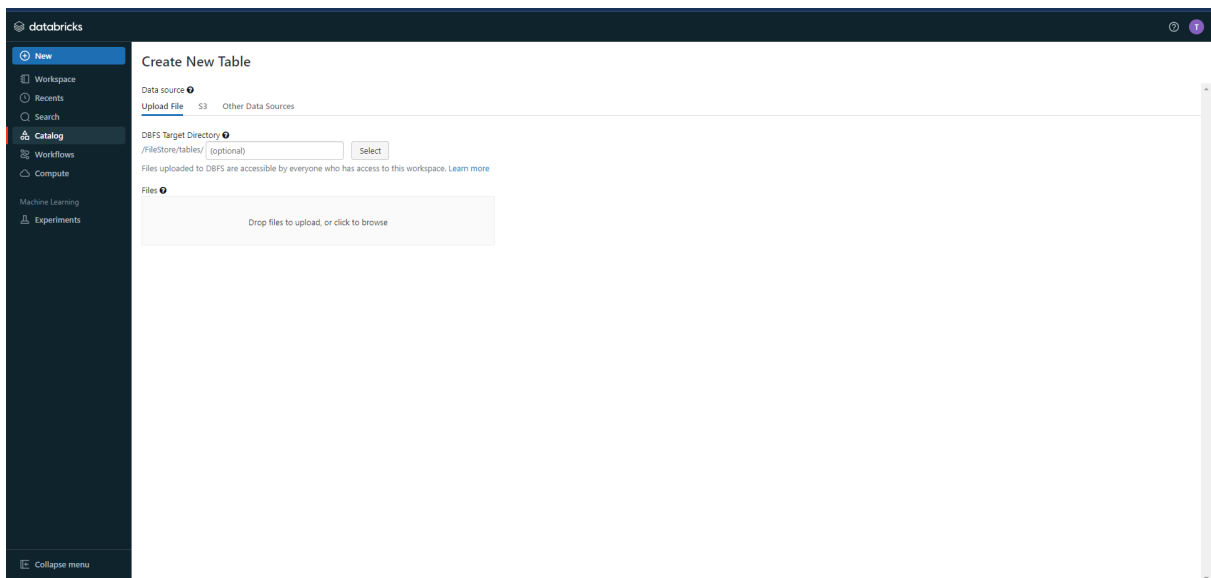 databricks
T
New
Workspace
Recents
Search
Catalog
Workflows
Compute
Machine Learning
Experiments
Collapse menu
Create New Table
Data source
Upload File S3 Other Data Sources
DBFS Target Directory
/FileStore/tables/ (optional) Select
Files uploaded to DBFS are accessible by everyone who has access to this workspace. Learn more
Files
Drop files to upload, or click to browse